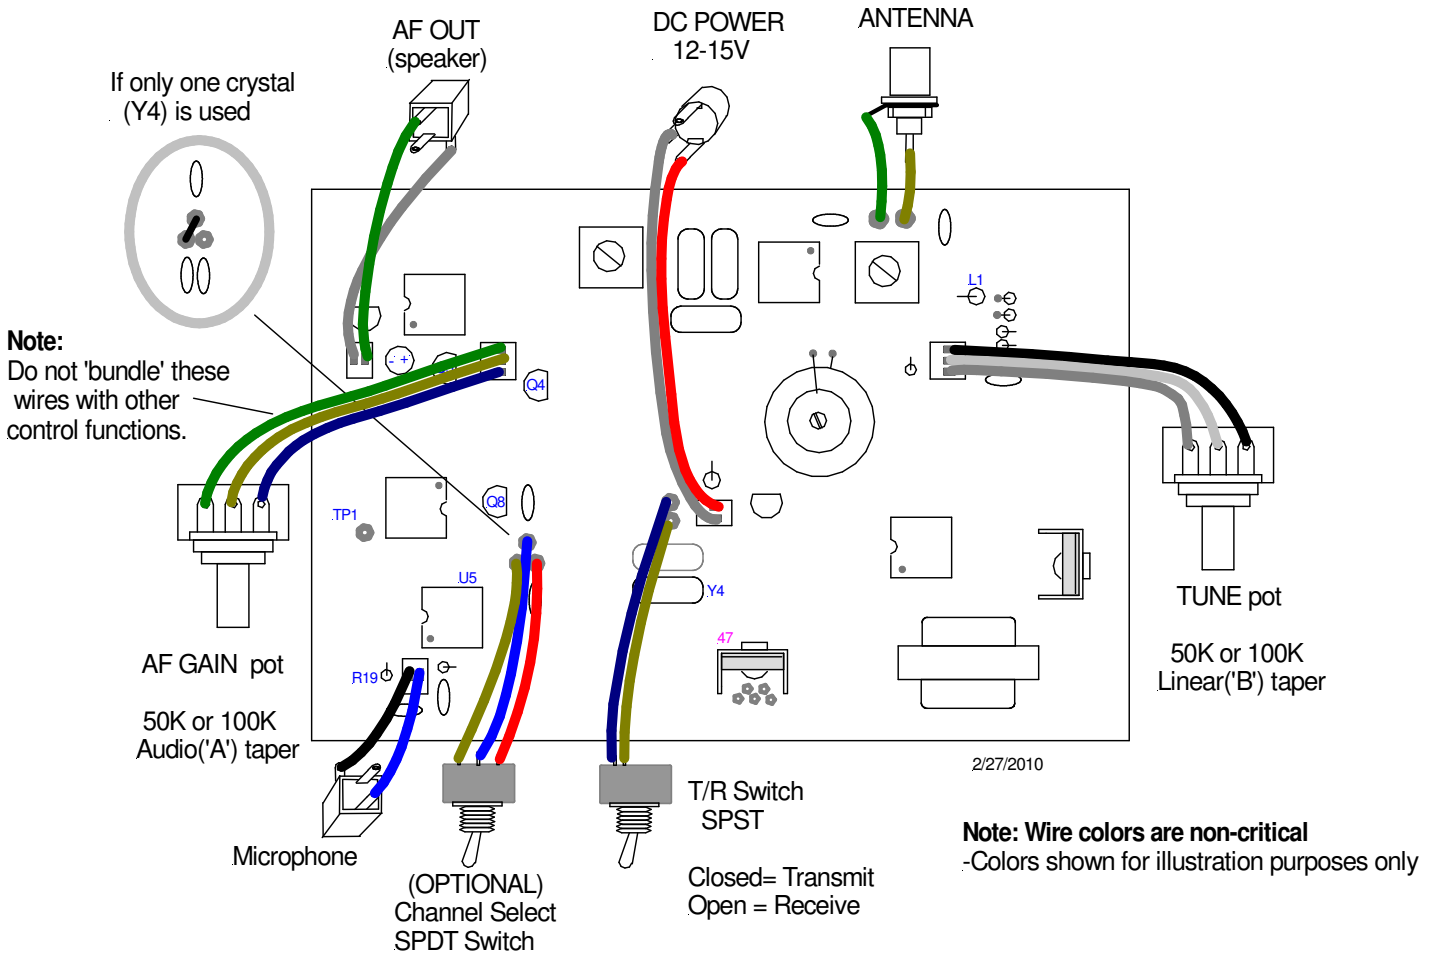 AF OUT
(speaker)
DC POWER
12-15V
ANTENNA
If only one crystal
(Y4) is used
Note:
Do not 'bundle' these
wires with other
control functions.
L1
- +
Q4
Q8
TP1
U5
Y4
47
R19
AF GAIN pot
50K or 100K
Audio('A') taper
TUNE pot
50K or 100K
Linear('B') taper
2/27/2010
Microphone
(OPTIONAL)
Channel Select
SPDT Switch
T/R Switch
SPST
Closed= Transmit
Open = Receive
Note: Wire colors are non-critical
-Colors shown for illustration purposes only